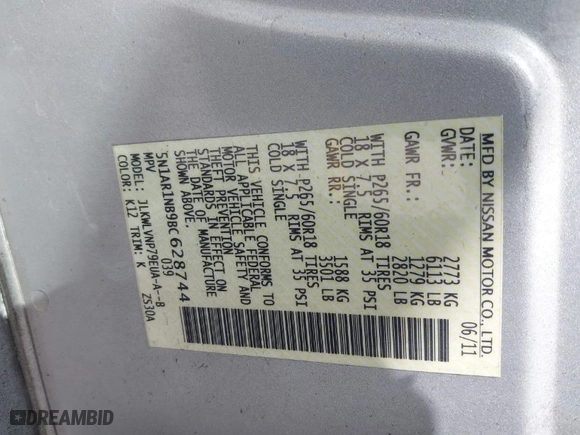 MFD BY NISSAN MOTOR CO., LTD.
DATE: 06/11
GVWR: 2773 KG
6113 LB
GAWR FR.: 1279 KG
2820 LB
WITH P265/60R18 TIRES
18 X 7.5 RIMS AT 35 PSI
COLD SINGLE
GAWR RR.: 1588 KG
3501 LB
WITH P265/60R18 TIRES
18 X 7.5 RIMS AT 35 PSI
COLD SINGLE
THIS VEHICLE CONFORMS TO
ALL APPLICABLE FEDERAL
MOTOR VEHICLE SAFETY AND
THEFT PREVENTION
STANDARDS IN EFFECT ON
THE DATE OF MANUFACTURE
SHOWN ABOVE.
5N1AR1NB9BC628744
MPV 039
MODEL: JLKWLVNP79EUA-A--B
COLOR: K12 TRIM: K ZS30A
DREAMBID